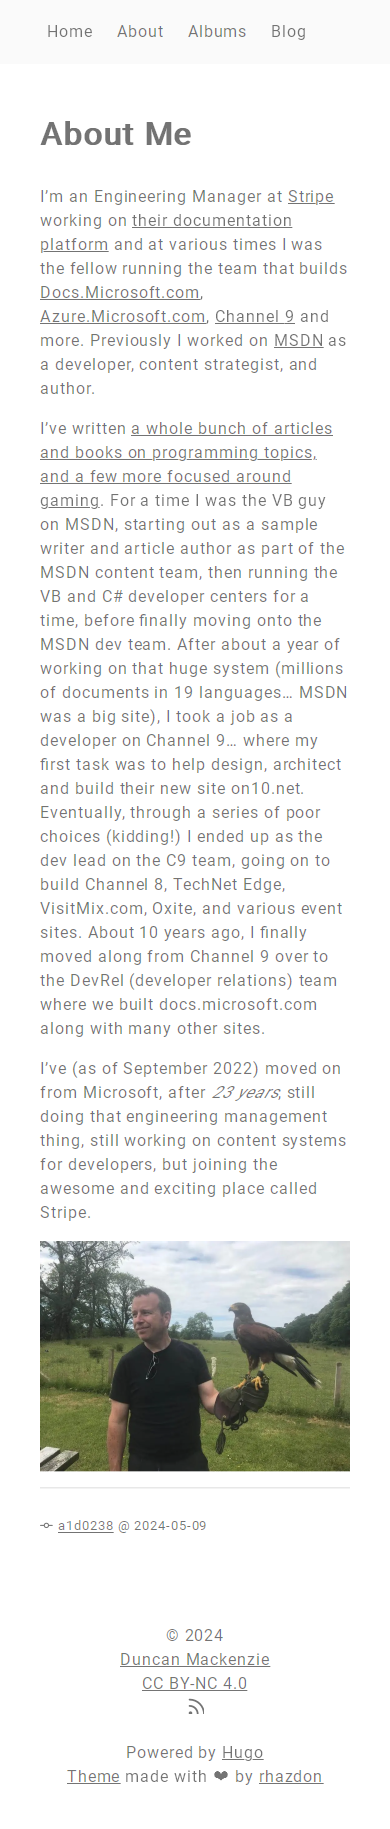 Home About Albums Blog
About Me
I’m an Engineering Manager at Stripe
working on their documentation
platform and at various times I was
the fellow running the team that builds
Docs.Microsoft.com,
Azure.Microsoft.com, Channel 9 and
more. Previously I worked on MSDN as
a developer, content strategist, and
author.
I’ve written a whole bunch of articles
and books on programming topics,
and a few more focused around
gaming. For a time I was the VB guy
on MSDN, starting out as a sample
writer and article author as part of the
MSDN content team, then running the
VB and C# developer centers for a
time, before finally moving onto the
MSDN dev team. After about a year of
working on that huge system (millions
of documents in 19 languages… MSDN
was a big site), I took a job as a
developer on Channel 9… where my
first task was to help design, architect
and build their new site on10.net.
Eventually, through a series of poor
choices (kidding!) I ended up as the
dev lead on the C9 team, going on to
build Channel 8, TechNet Edge,
VisitMix.com, Oxite, and various event
sites. About 10 years ago, I finally
moved along from Channel 9 over to
the DevRel (developer relations) team
where we built docs.microsoft.com
along with many other sites.
I’ve (as of September 2022) moved on
from Microsoft, after 23 years; still
doing that engineering management
thing, still working on content systems
for developers, but joining the
awesome and exciting place called
Stripe.
a1d0238 @ 2024-05-09
© 2024
Duncan Mackenzie
CC BY-NC 4.0
Powered by Hugo
Theme made with ❤ by rhazdon